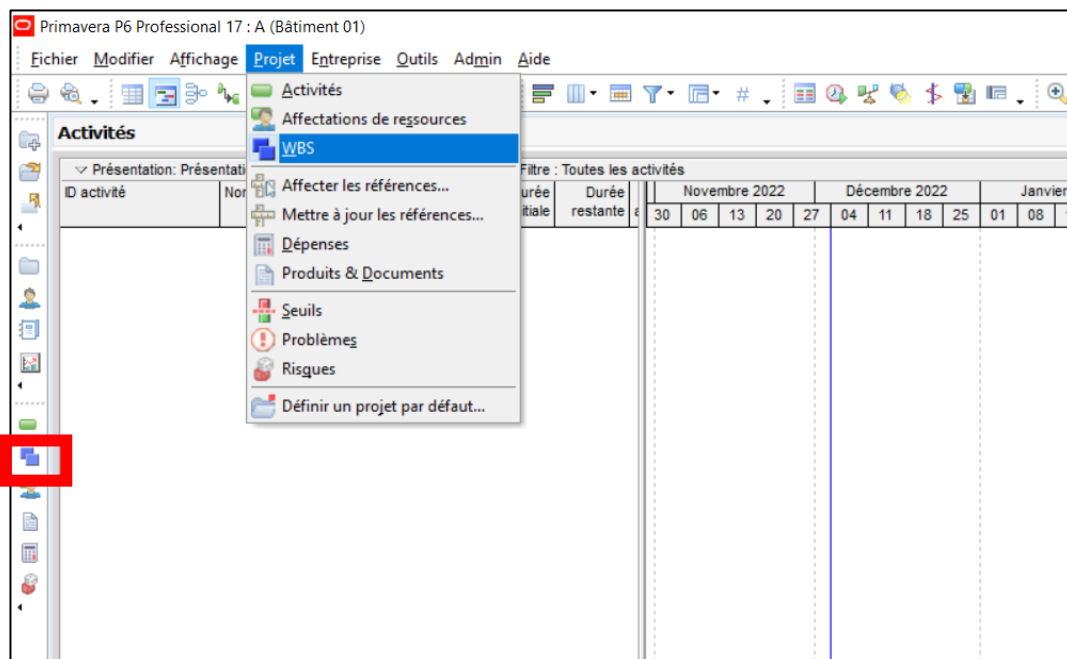 Primavera P6 Professional 17 : A (Bâtiment 01)
Fichier Modifier Affichage Projet Entreprise Outils Admin Aide
Activités
Affectations de ressources
WBS
Affecter les références...
Mettre à jour les références...
Dépenses
Produits & Documents
Seuils
Problèmes
Risques
Définir un projet par défaut...
Activités
Présentation: Présentati
Filtre : Toutes les activités
ID activité Nor urée Durée Novembre 2022 Décembre 2022 Janvier
itiale restante 30 06 13 20 27 04 11 18 25 01 08